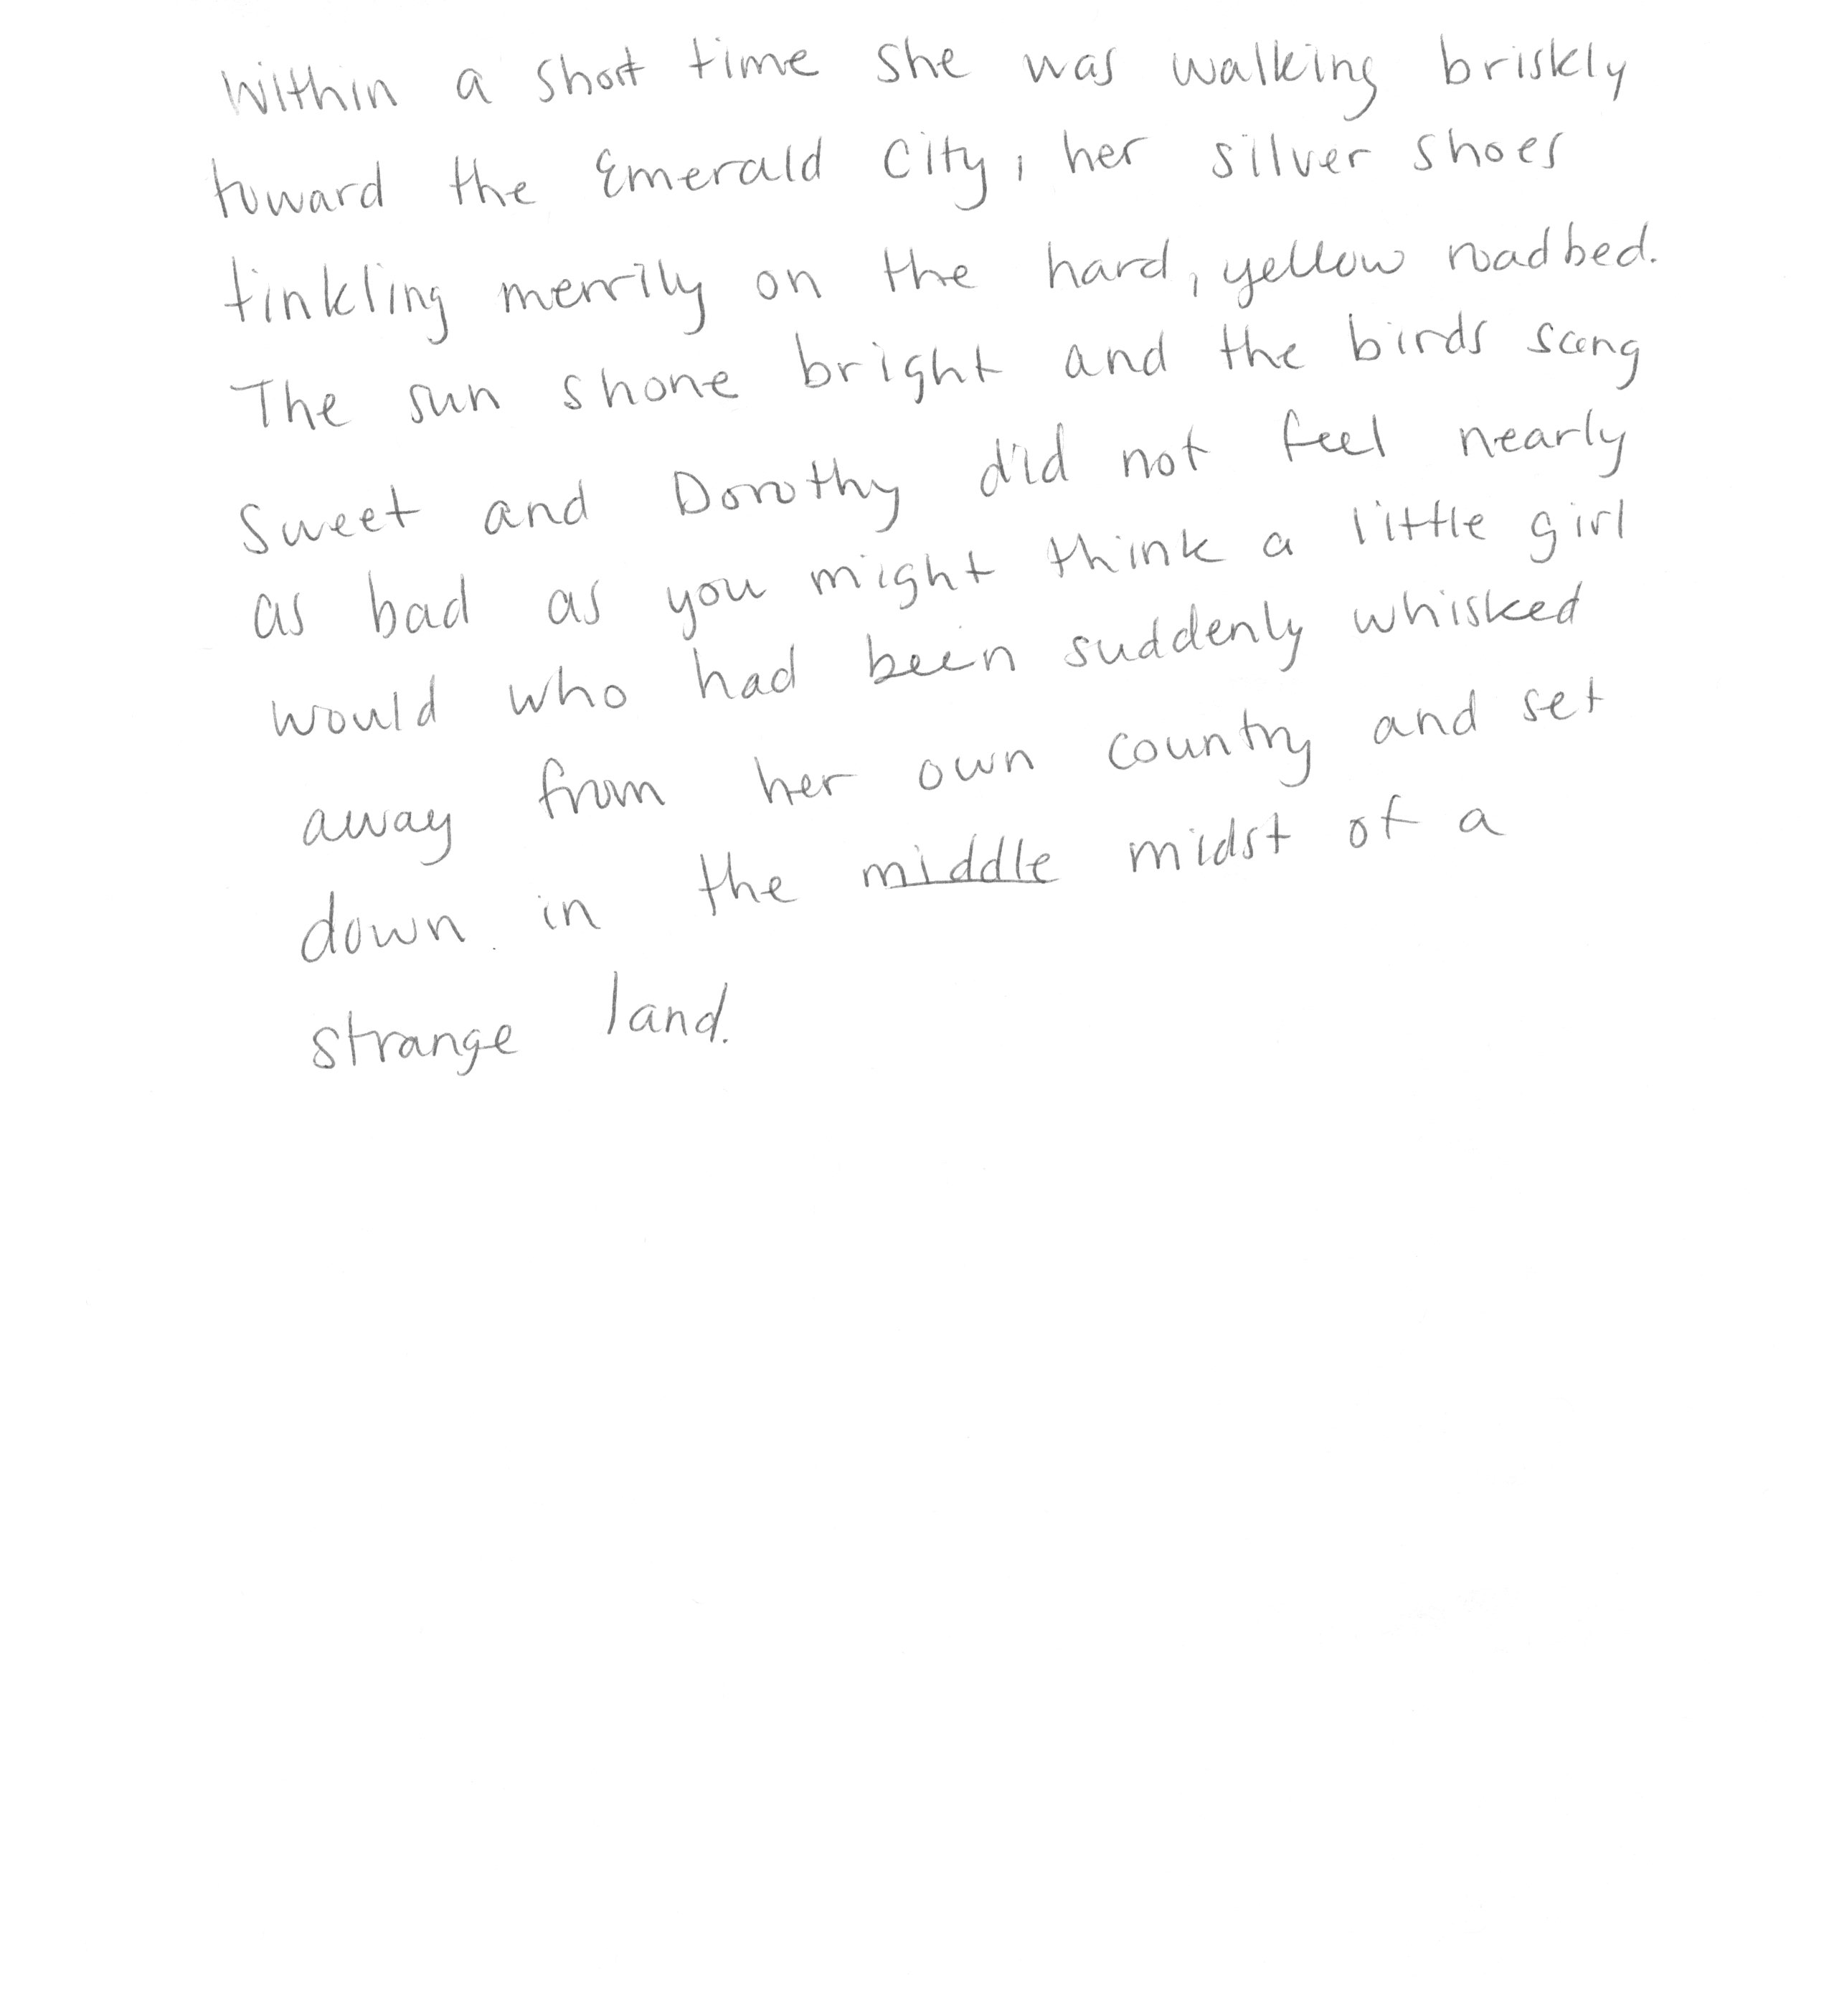 Within a short time she was walking briskly
toward the Emerald City, her silver shoes
tinkling merrily on the hard, yellow roadbed.
The sun shone bright and the birds sang
sweet and Dorothy did not feel nearly
as bad as you might think a little girl
would who had been suddenly whisked
away from her own country and set
down in the middle midst of a
strange land.